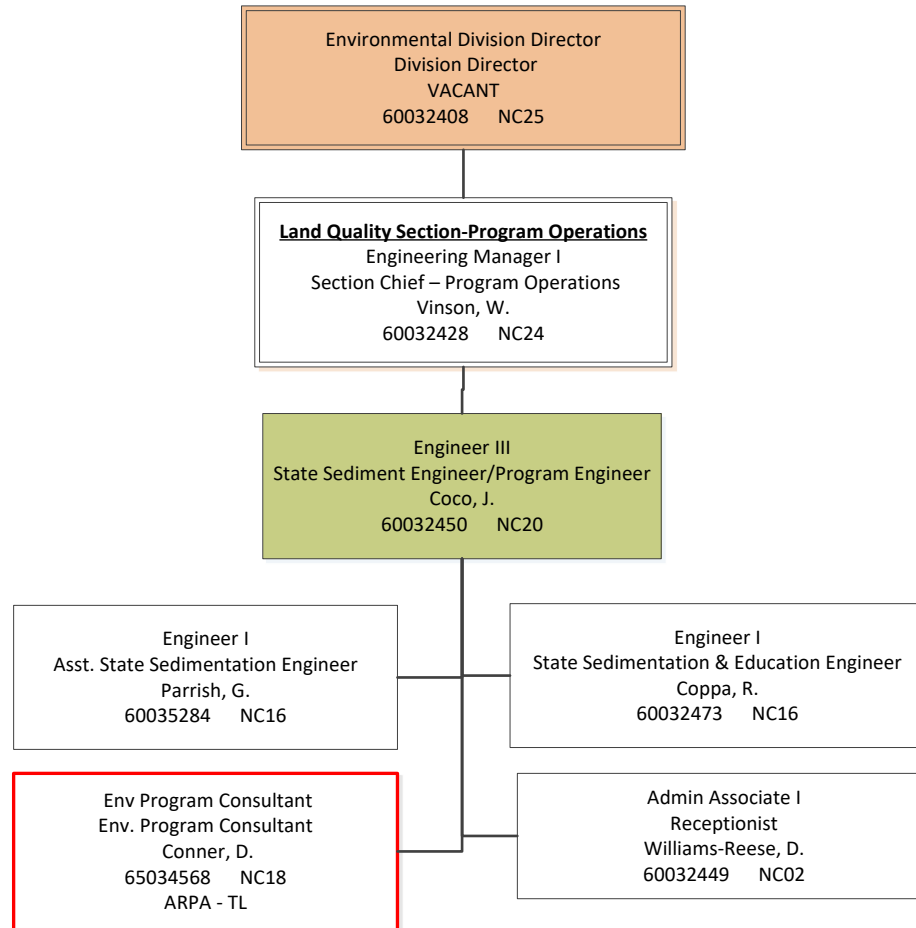 Environmental Division Director
Division Director
VACANT
60032408 NC25
Land Quality Section-Program Operations
Engineering Manager I
Section Chief – Program Operations
Vinson, W.
60032428 NC24
Engineer III
State Sediment Engineer/Program Engineer
Coco, J.
60032450 NC20
Engineer I
Asst. State Sedimentation Engineer
Parrish, G.
60035284 NC16
Engineer I
State Sedimentation & Education Engineer
Coppa, R.
60032473 NC16
Env Program Consultant
Env. Program Consultant
Conner, D.
65034568 NC18
ARPA - TL
Admin Associate I
Receptionist
Williams-Reese, D.
60032449 NC02